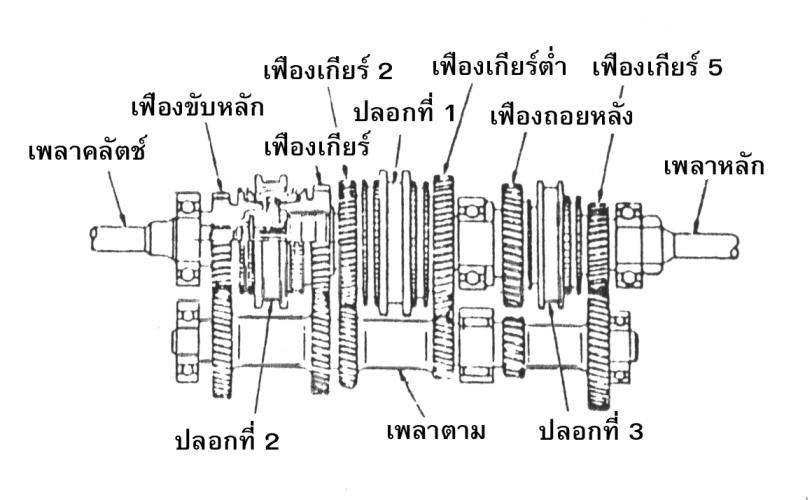 เฟืองเกียร์ 2
เฟืองเกียร์ต่ำ
เฟืองเกียร์ 5
เฟืองขับหลัก
ปลอกที่ 1
เฟืองถอยหลัง
เพลาคลัตช์
เฟืองเกียร์
เพลาหลัก
ปลอกที่ 2
เพลาตาม
ปลอกที่ 3